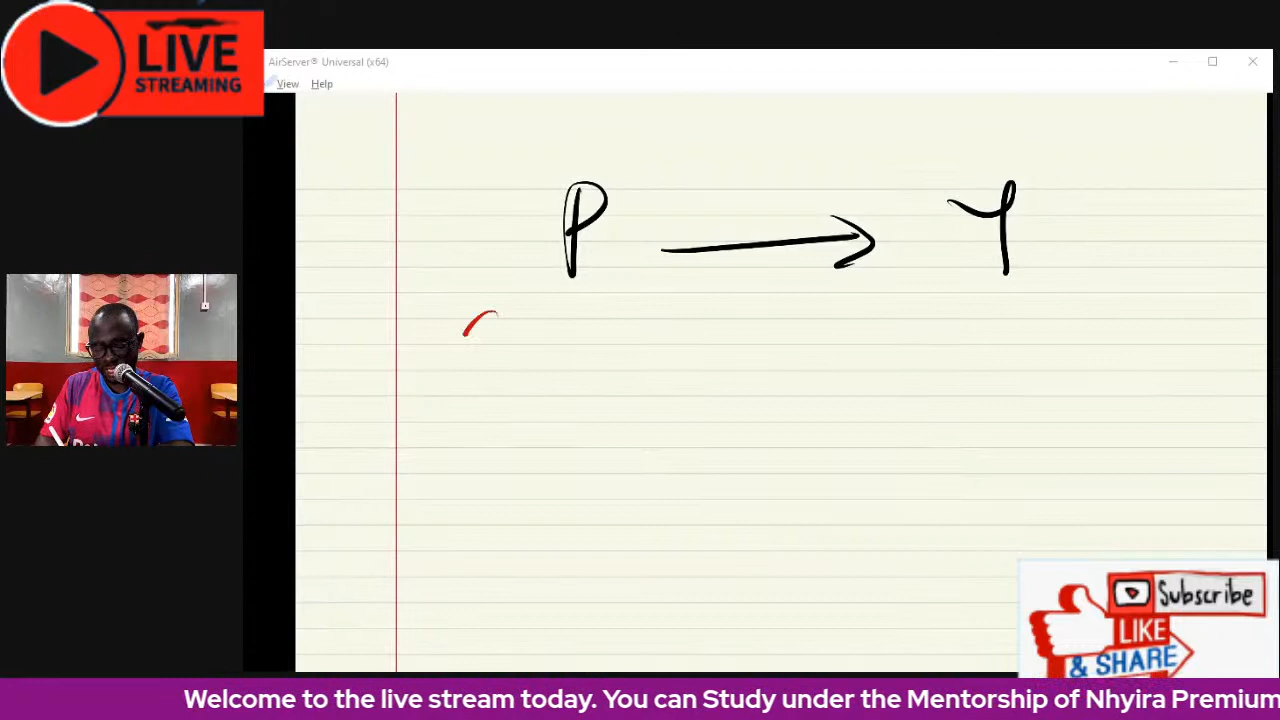 LIVE
STREAMING
AirServer® Universal (x64)
View Help
P → Y
Subscribe
LIKE
& SHARE
Welcome to the live stream today. You can Study under the Mentorship of Nhyira Premium